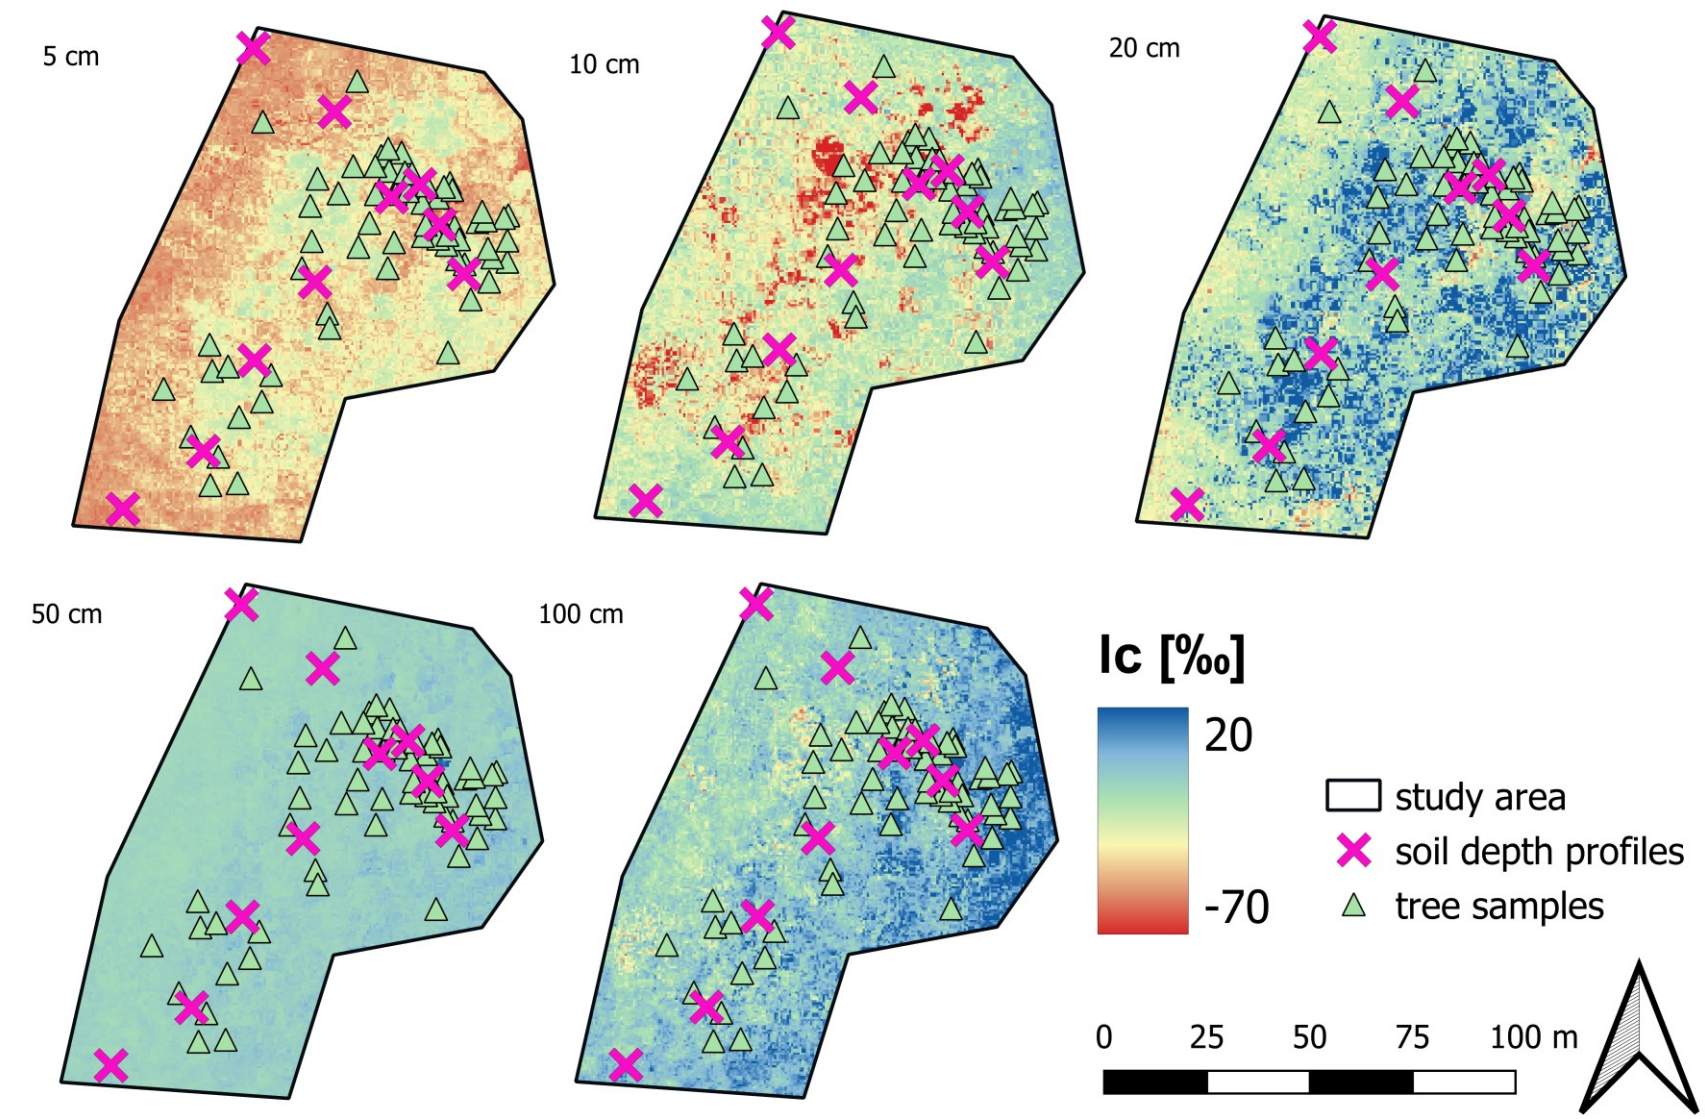 5 cm
10 cm
20 cm
50 cm
100 cm
Ic [‰]
20
-70
study area
soil depth profiles
tree samples
0 25 50 75 100 m